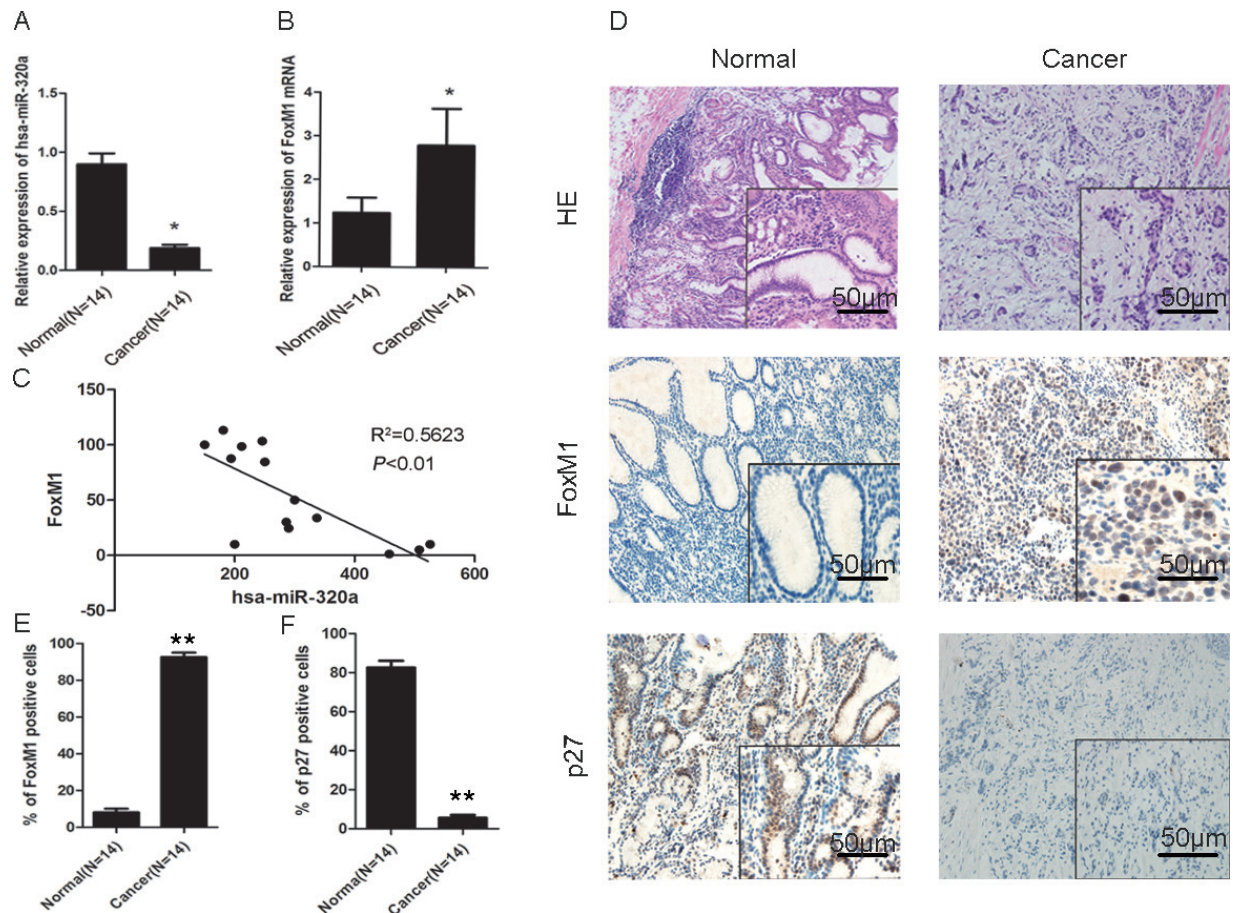 A
Relative expression of hsa-miR-320a
1.5
1.0
0.5
0.0
*
Normal(N=14)
Cancer(N=14)
B
Relative expression of FoxM1 mRNA
4
3
2
1
0
*
Normal(N=14)
Cancer(N=14)
C
FoxM1
150
100
50
0
-50
R²=0.5623
P<0.01
200
400
600
hsa-miR-320a
D
Normal
Cancer
HE
50μm
50μm
FoxM1
50μm
50μm
p27
50μm
50μm
E
% of FoxM1 positive cells
100
80
60
40
20
0
**
Normal(N=14)
Cancer(N=14)
F
% of p27 positive cells
100
80
60
40
20
0
**
Normal(N=14)
Cancer(N=14)